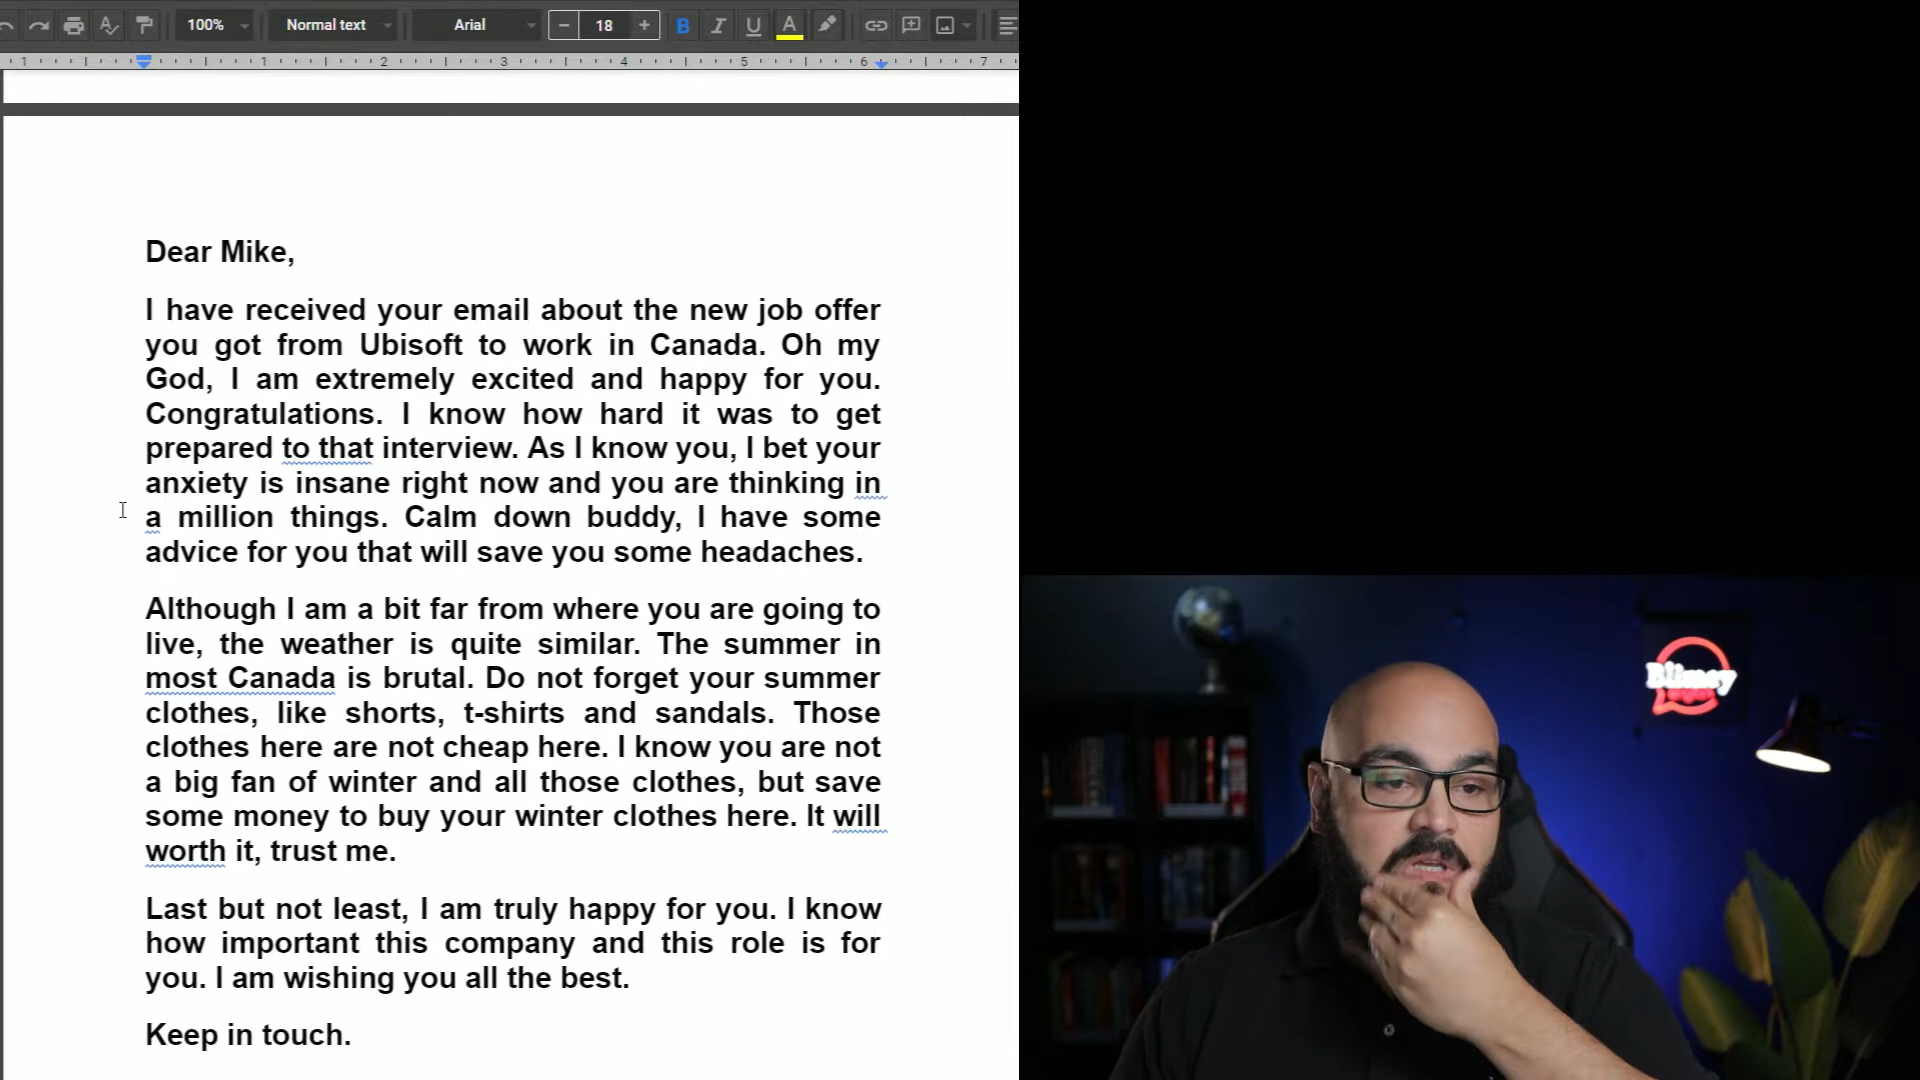 100% Normal text Arial 18 B I U A
1 1 2 3 4 5 6 7
Dear Mike,
I have received your email about the new job offer
you got from Ubisoft to work in Canada. Oh my
God, I am extremely excited and happy for you.
Congratulations. I know how hard it was to get
prepared to that interview. As I know you, I bet your
anxiety is insane right now and you are thinking in
a million things. Calm down buddy, I have some
advice for you that will save you some headaches.
Although I am a bit far from where you are going to
live, the weather is quite similar. The summer in
most Canada is brutal. Do not forget your summer
clothes, like shorts, t-shirts and sandals. Those
clothes here are not cheap here. I know you are not
a big fan of winter and all those clothes, but save
some money to buy your winter clothes here. It will
worth it, trust me.
Last but not least, I am truly happy for you. I know
how important this company and this role is for
you. I am wishing you all the best.
Keep in touch.